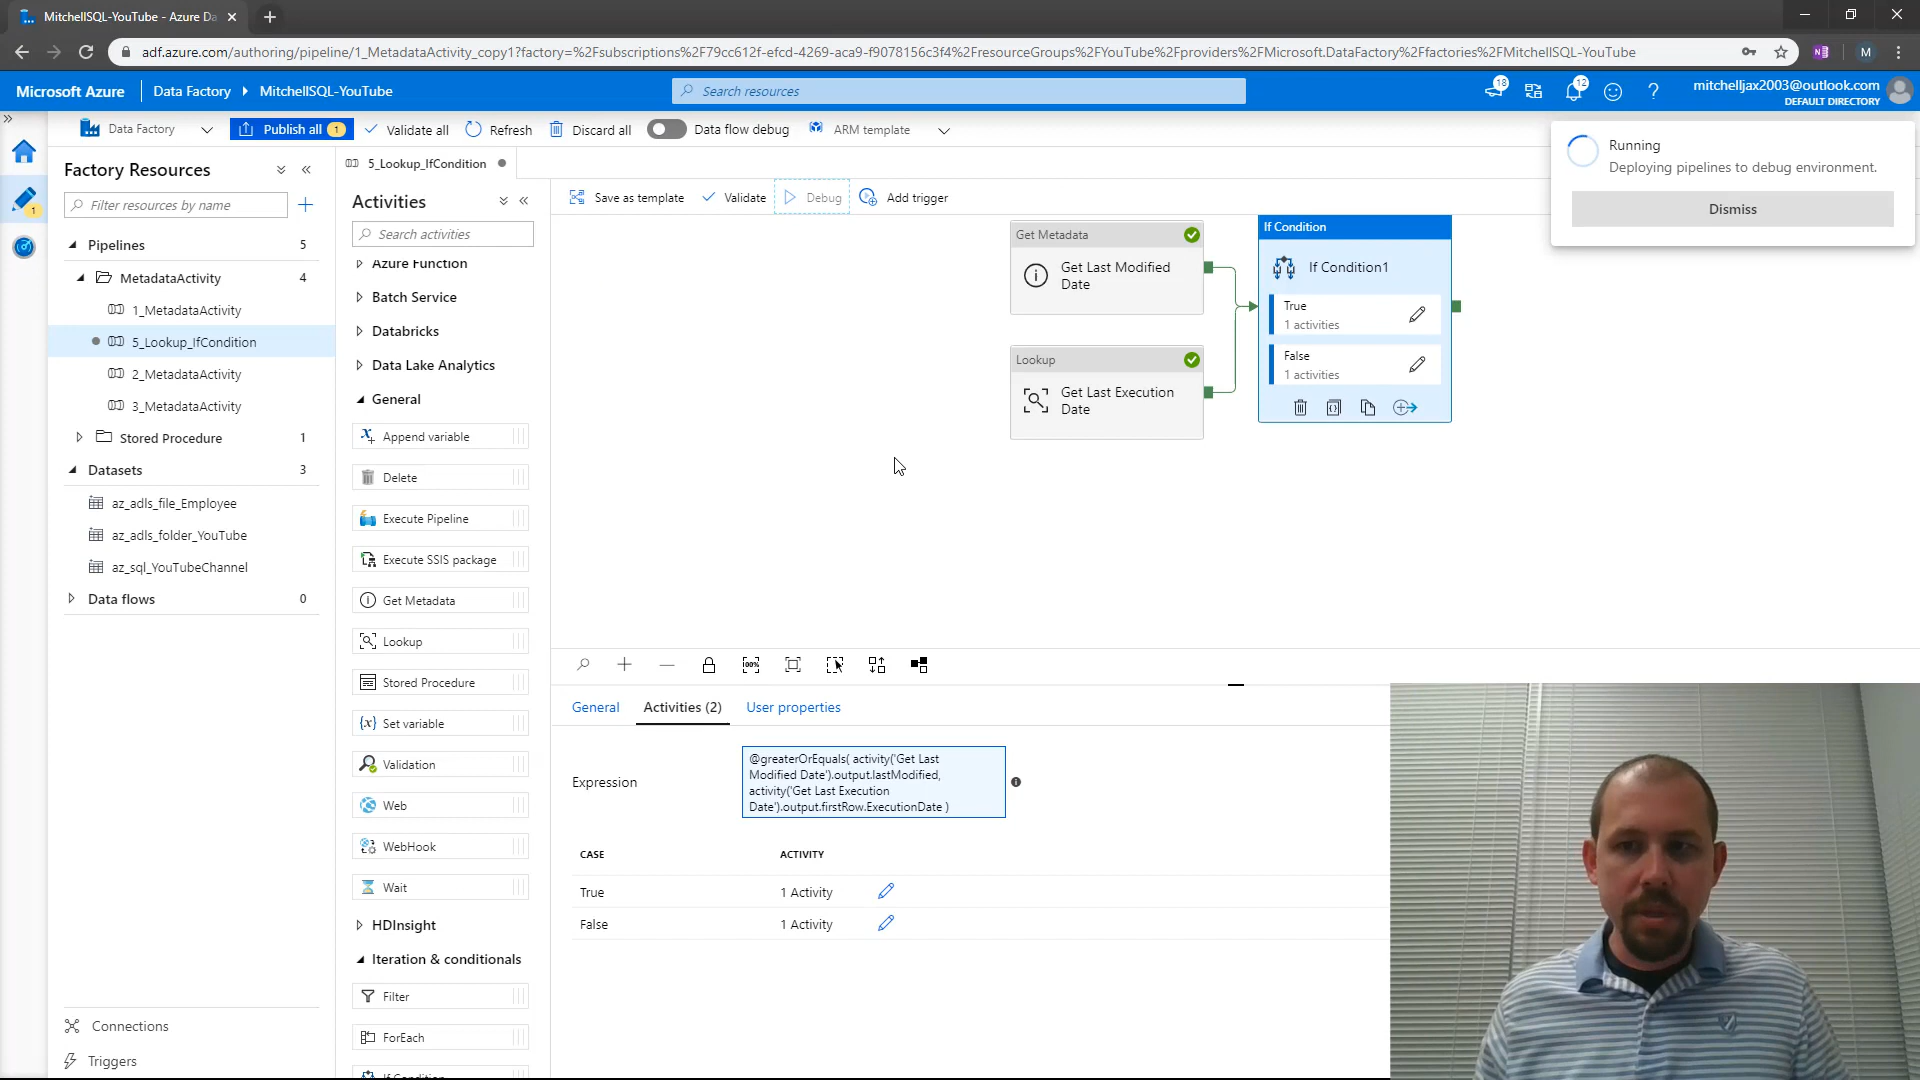 MitchellSQL-YouTube - Azure Da
adf.azure.com/authoring/pipeline/1_MetadataActivity_copy1?factory=%2Fsubscriptions%2F79cc612f-efcd-4269-aca9-f9078156c3f4%2FresourceGroups%2FYouTube%2Fproviders%2FMicrosoft.DataFactory%2Ffactories%2FMitchellSQL-YouTube
M
Microsoft Azure
Data Factory
MitchellSQL-YouTube
Search resources
18
12
?
mitchelljax2003@outlook.com
DEFAULT DIRECTORY
Data Factory
Publish all 1
Validate all
Refresh
Discard all
Data flow debug
ARM template
Running
Deploying pipelines to debug environment.
Dismiss
1
Factory Resources
Filter resources by name
Pipelines 5
MetadataActivity 4
1_MetadataActivity
5_Lookup_IfCondition
2_MetadataActivity
3_MetadataActivity
Stored Procedure 1
Datasets 3
az_adls_file_Employee
az_adls_folder_YouTube
az_sql_YouTubeChannel
Data flows 0
Connections
Triggers
5_Lookup_IfCondition
Activities
Search activities
Azure Function
Batch Service
Databricks
Data Lake Analytics
General
Append variable
Delete
Execute Pipeline
Execute SSIS package
Get Metadata
Lookup
Stored Procedure
Set variable
Validation
Web
WebHook
Wait
HDInsight
Iteration & conditionals
Filter
ForEach
If Condition
Save as template
Validate
Debug
Add trigger
Get Metadata
Get Last Modified
Date
Lookup
Get Last Execution
Date
If Condition
If Condition1
True
1 activities
False
1 activities
100%
General
Activities (2)
User properties
Expression
@greaterOrEquals( activity('Get Last
Modified Date').output.lastModified,
activity('Get Last Execution
Date').output.firstRow.ExecutionDate )
CASE ACTIVITY
True 1 Activity
False 1 Activity